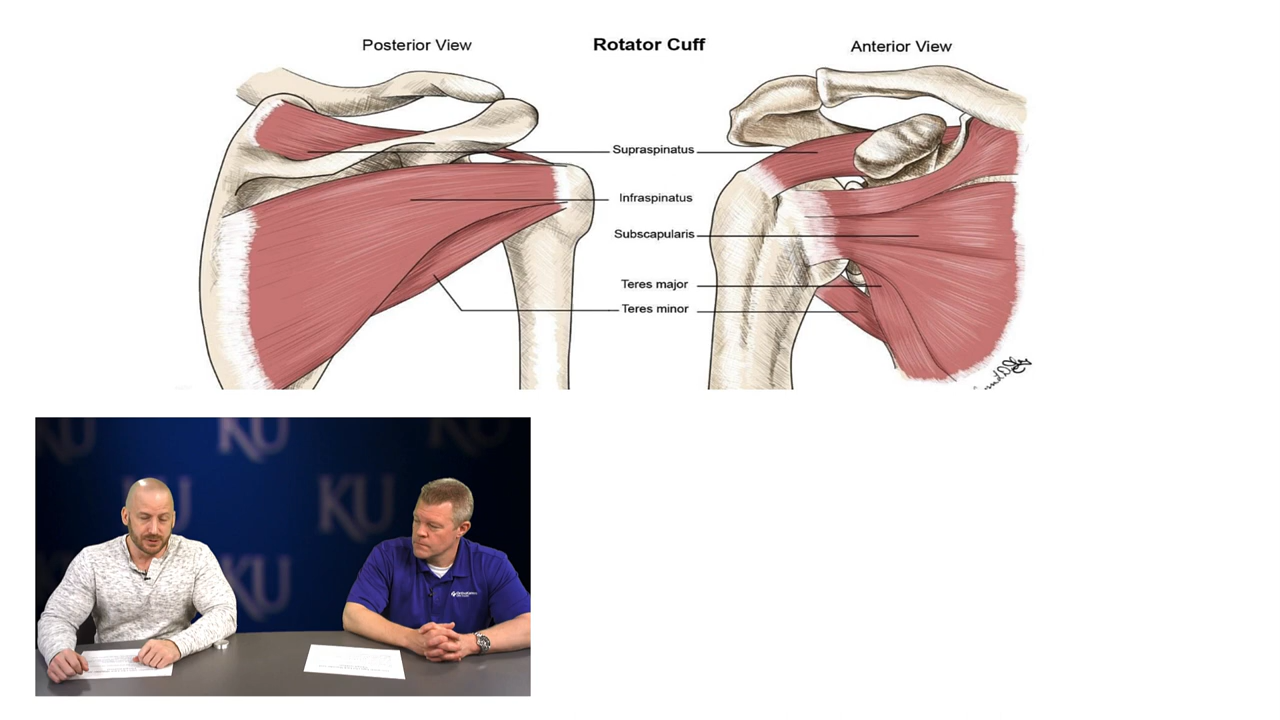 Posterior View
Rotator Cuff
Anterior View
Supraspinatus
Infraspinatus
Subscapularis
Teres major
Teres minor
KU
KU
KU
KU
KU